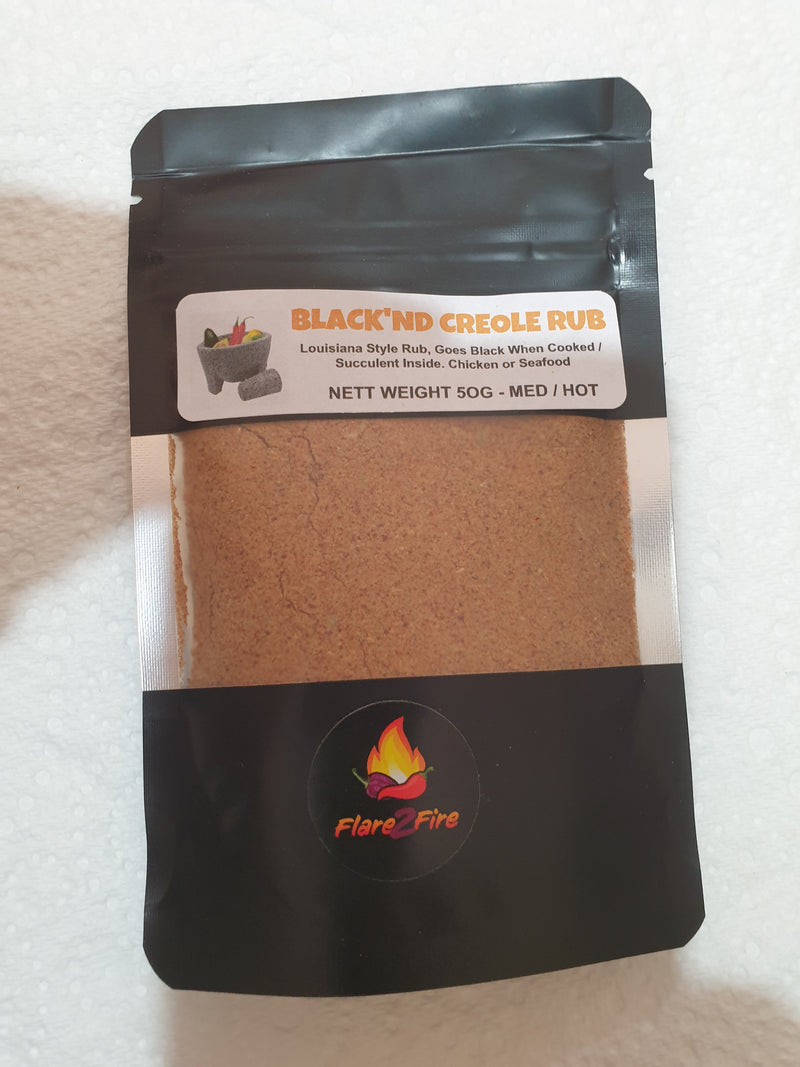 BLACK'ND CREOLE RUB
Louisiana Style Rub, Goes Black When Cooked /
Succulent Inside. Chicken or Seafood
NETT WEIGHT 5OG - MED / HOT
Flare2Fire